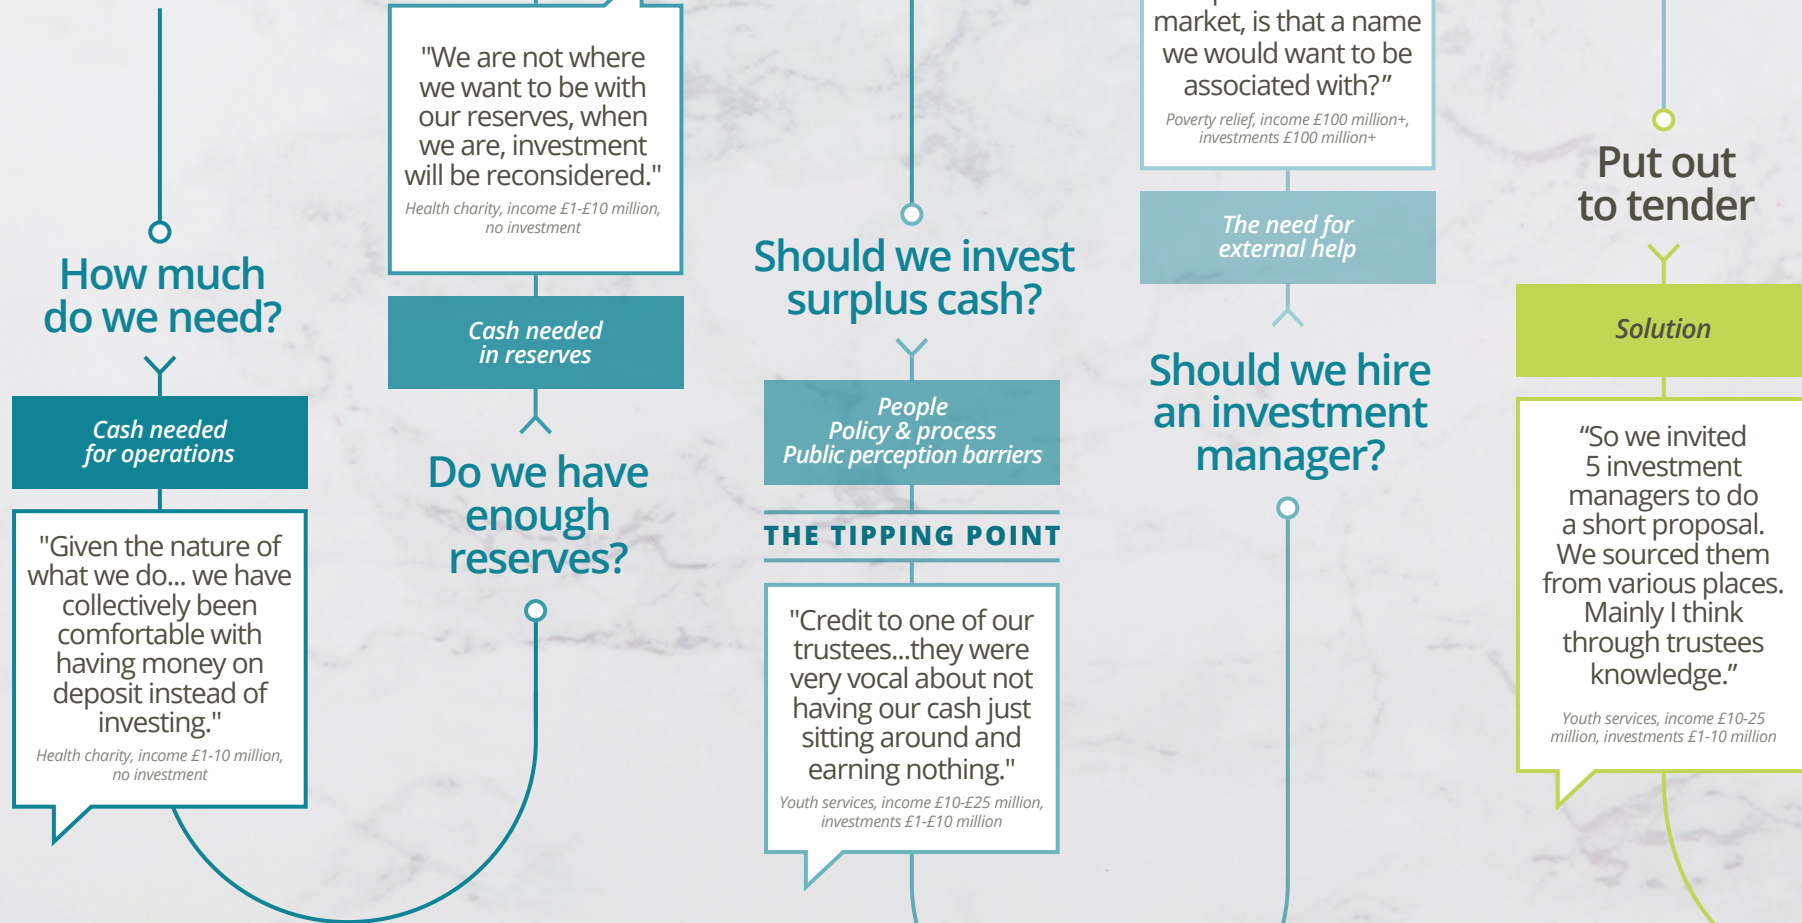 How much
do we need?
Cash needed
for operations
"Given the nature of
what we do... we have
collectively been
comfortable with
having money on
deposit instead of
investing."
Health charity, income £1-10 million,
no investment
"We are not where
we want to be with
our reserves, when
we are, investment
will be reconsidered."
Health charity, income £1-£10 million,
no investment
Cash needed
in reserves
Do we have
enough
reserves?
Should we invest
surplus cash?
People
Policy & process
Public perception barriers
THE TIPPING POINT
"Credit to one of our
trustees...they were
very vocal about not
having our cash just
sitting around and
earning nothing."
Youth services, income £10-£25 million,
investments £1-£10 million
market, is that a name
we would want to be
associated with?”
Poverty relief, income £100 million+,
investments £100 million+
The need for
external help
Should we hire
an investment
manager?
Put out
to tender
Solution
“So we invited
5 investment
managers to do
a short proposal.
We sourced them
from various places.
Mainly I think
through trustees
knowledge.”
Youth services, income £10-25
million, investments £1-10 million